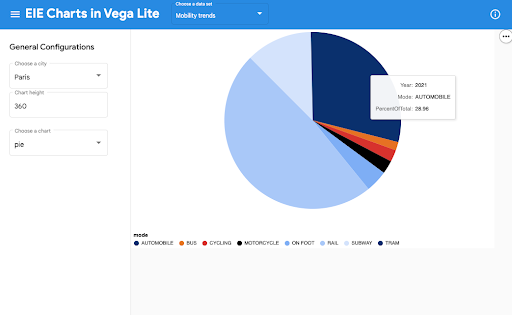 EIE Charts in Vega Lite
Choose a data set
Mobility trends
General Configurations
Choose a city
Paris
Chart height
360
Choose a chart
pie
Year: 2021
Mode: AUTOMOBILE
PercentOfTotal: 28.96
mode
AUTOMOBILE BUS CYCLING MOTORCYCLE ON FOOT RAIL SUBWAY TRAM